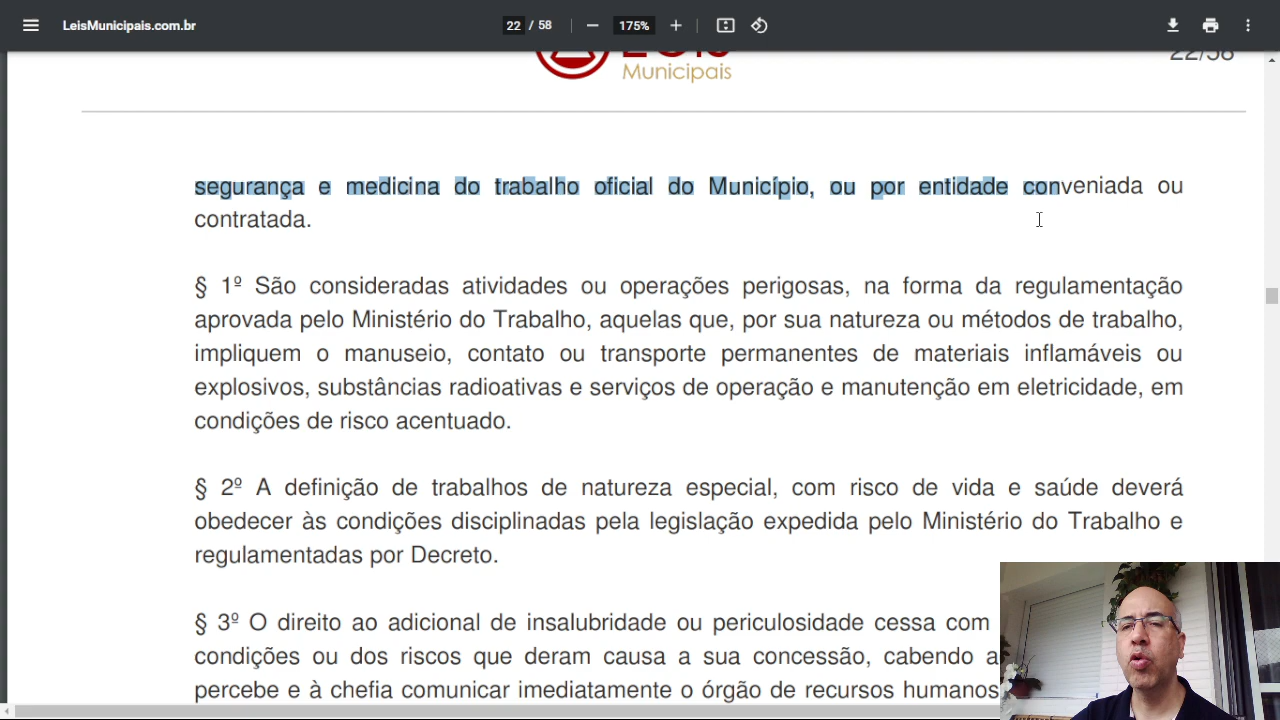 LeisMunicipais.com.br
22 / 58
175%
Municipais
22/58
segurança e medicina do trabalho oficial do Município, ou por entidade conveniada ou
contratada.
§ 1º São consideradas atividades ou operações perigosas, na forma da regulamentação
aprovada pelo Ministério do Trabalho, aquelas que, por sua natureza ou métodos de trabalho,
impliquem o manuseio, contato ou transporte permanentes de materiais inflamáveis ou
explosivos, substâncias radioativas e serviços de operação e manutenção em eletricidade, em
condições de risco acentuado.
§ 2º A definição de trabalhos de natureza especial, com risco de vida e saúde deverá
obedecer às condições disciplinadas pela legislação expedida pelo Ministério do Trabalho e
regulamentadas por Decreto.
§ 3º O direito ao adicional de insalubridade ou periculosidade cessa com
condições ou dos riscos que deram causa a sua concessão, cabendo a
percebe e à chefia comunicar imediatamente o órgão de recursos humanos